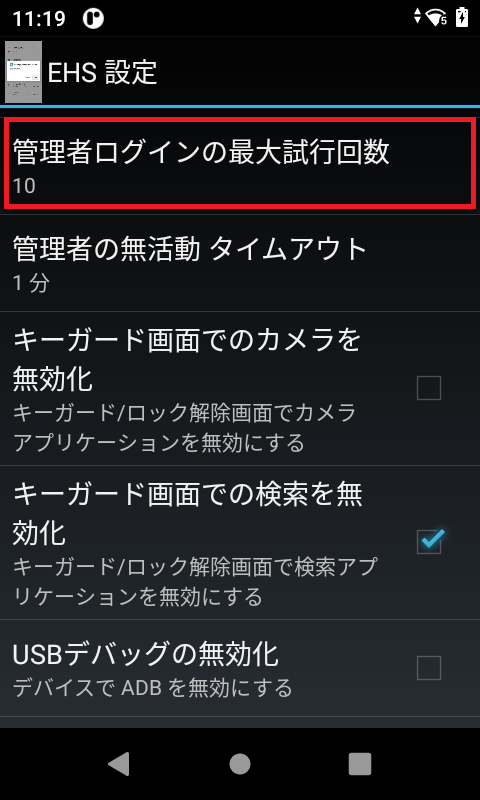 11:19
5
EHS 設定
管理者ログインの最大試行回数
10
管理者の無活動 タイムアウト
1 分
キーガード画面でのカメラを
無効化
キーガード/ロック解除画面でカメラ
アプリケーションを無効にする
キーガード画面での検索を無
効化
キーガード/ロック解除画面で検索アプ
リケーションを無効にする
USBデバッグの無効化
デバイスで ADB を無効にする